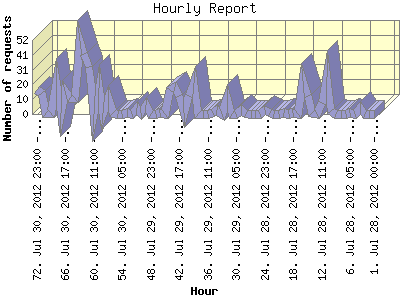 Hourly Report
Number of requests
52
41
31
20
10
0
72. Jul 30, 2012 23:00
66. Jul 30, 2012 17:00
60. Jul 30, 2012 11:00
54. Jul 30, 2012 05:00
48. Jul 29, 2012 23:00
42. Jul 29, 2012 17:00
36. Jul 29, 2012 11:00
30. Jul 29, 2012 05:00
24. Jul 28, 2012 23:00
18. Jul 28, 2012 17:00
12. Jul 28, 2012 11:00
6. Jul 28, 2012 05:00
1. Jul 28, 2012 00:00
Hour